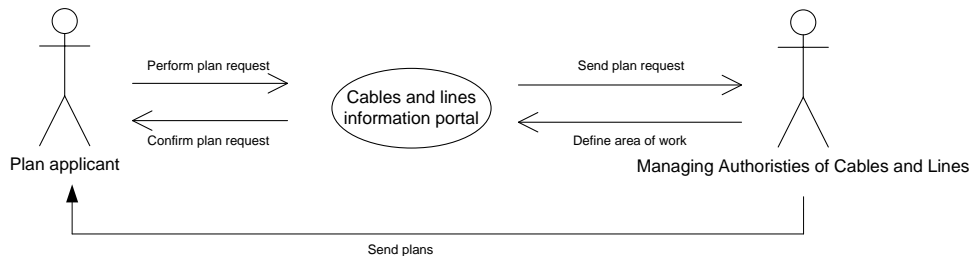 Perform plan request
Send plan request
Cables and lines
information portal
Confirm plan request
Define area of work
Plan applicant
Managing Authoristies of Cables and Lines
Send plans